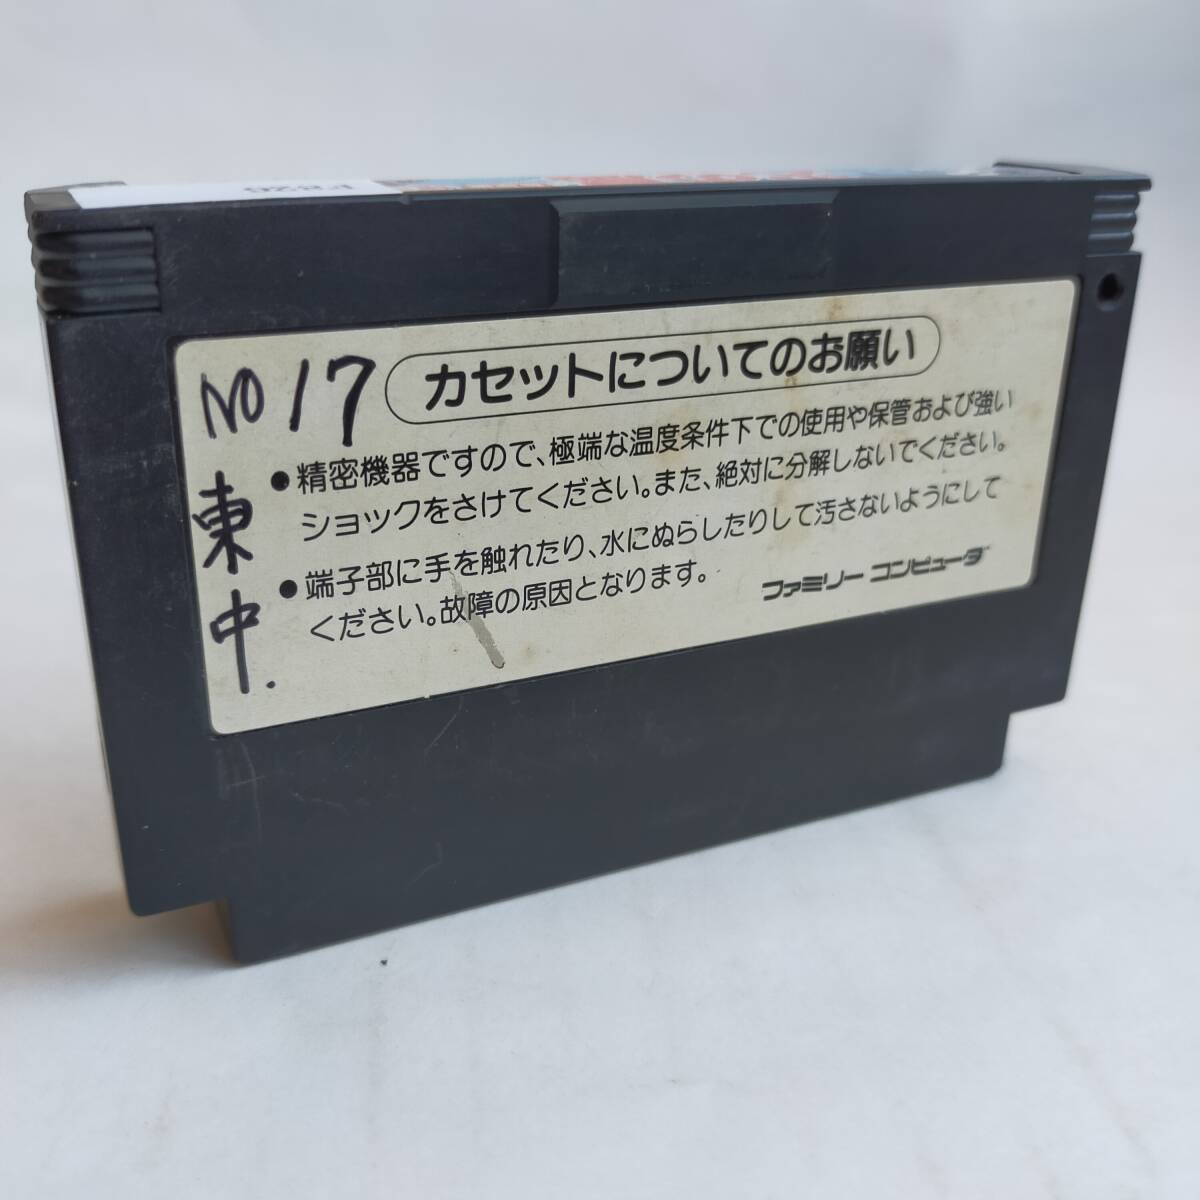 NO 17
東
中.
カセットについてのお願い
●精密機器ですので、極端な温度条件下での使用や保管および強い
ショックをさけてください。また、絶対に分解しないでください。
●端子部に手を触れたり、水にぬらしたりして汚さないようにして
ください。故障の原因となります。
ファミリー コンピュータ